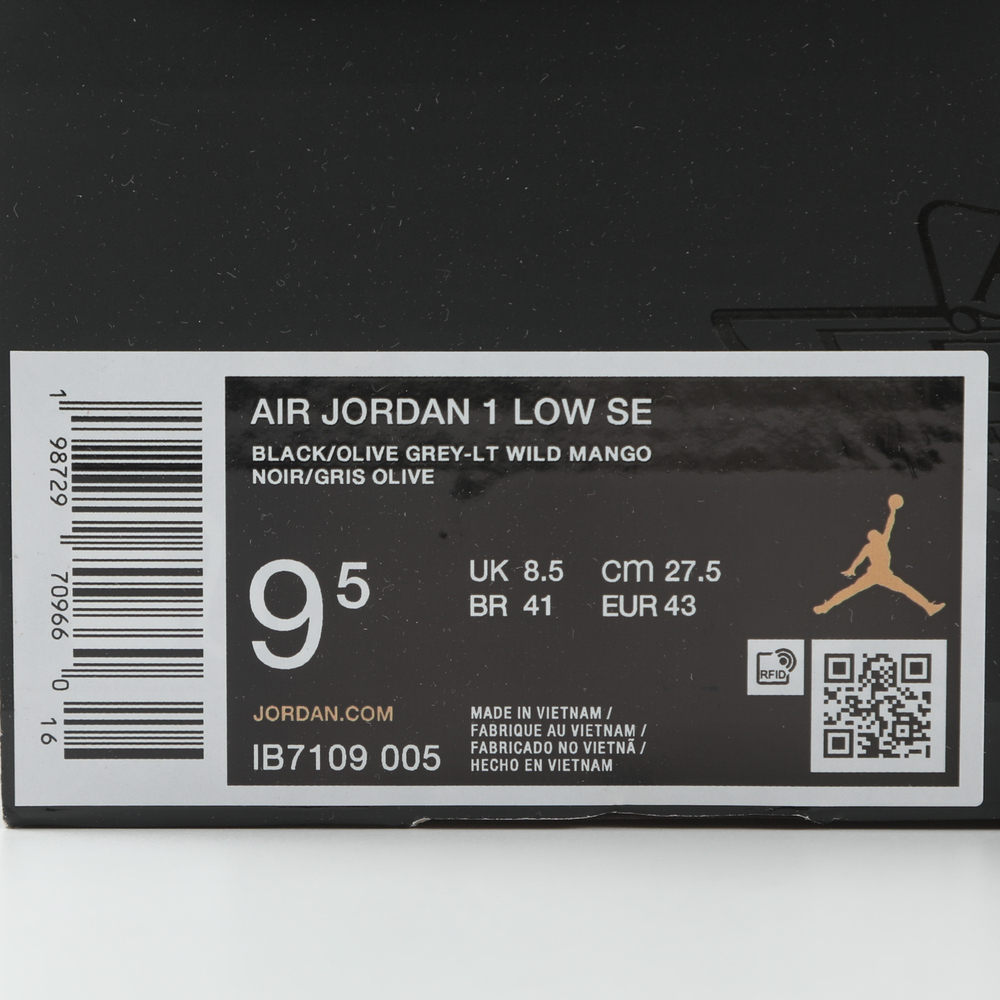 AIR JORDAN 1 LOW SE
BLACK/OLIVE GREY-LT WILD MANGO
NOIR/GRIS OLIVE
9 5
UK 8.5 CM 27.5
BR 41 EUR 43
RFID
JORDAN.COM
IB7109 005
MADE IN VIETNAM /
FABRIQUE AU VIETNAM /
FABRICADO NO VIETNÃ /
HECHO EN VIETNAM
1 98729 70966 0 16